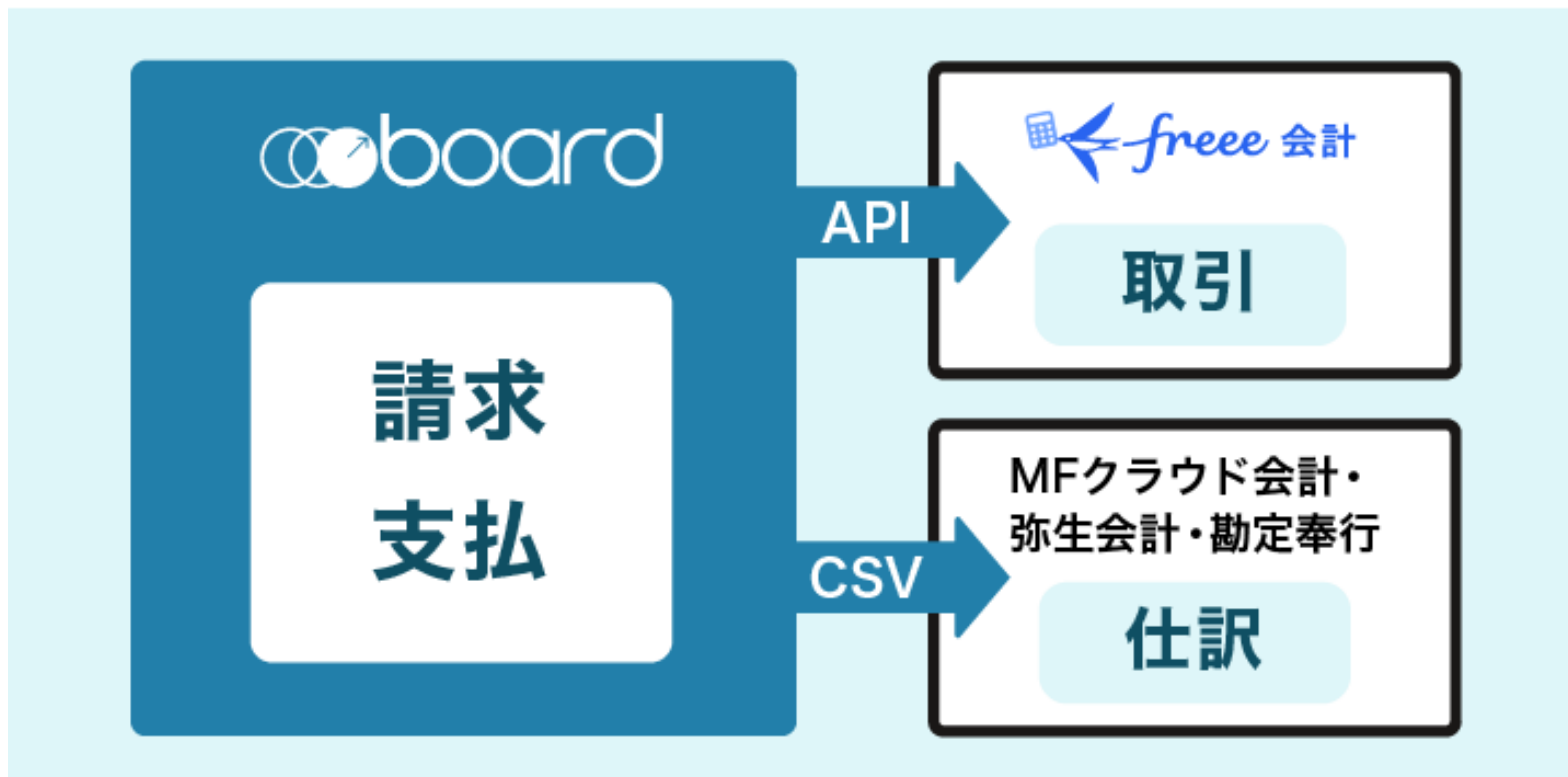 board
請求
支払
API
freee 会計
取引
CSV
MFクラウド会計・
弥生会計・勘定奉行
仕訳